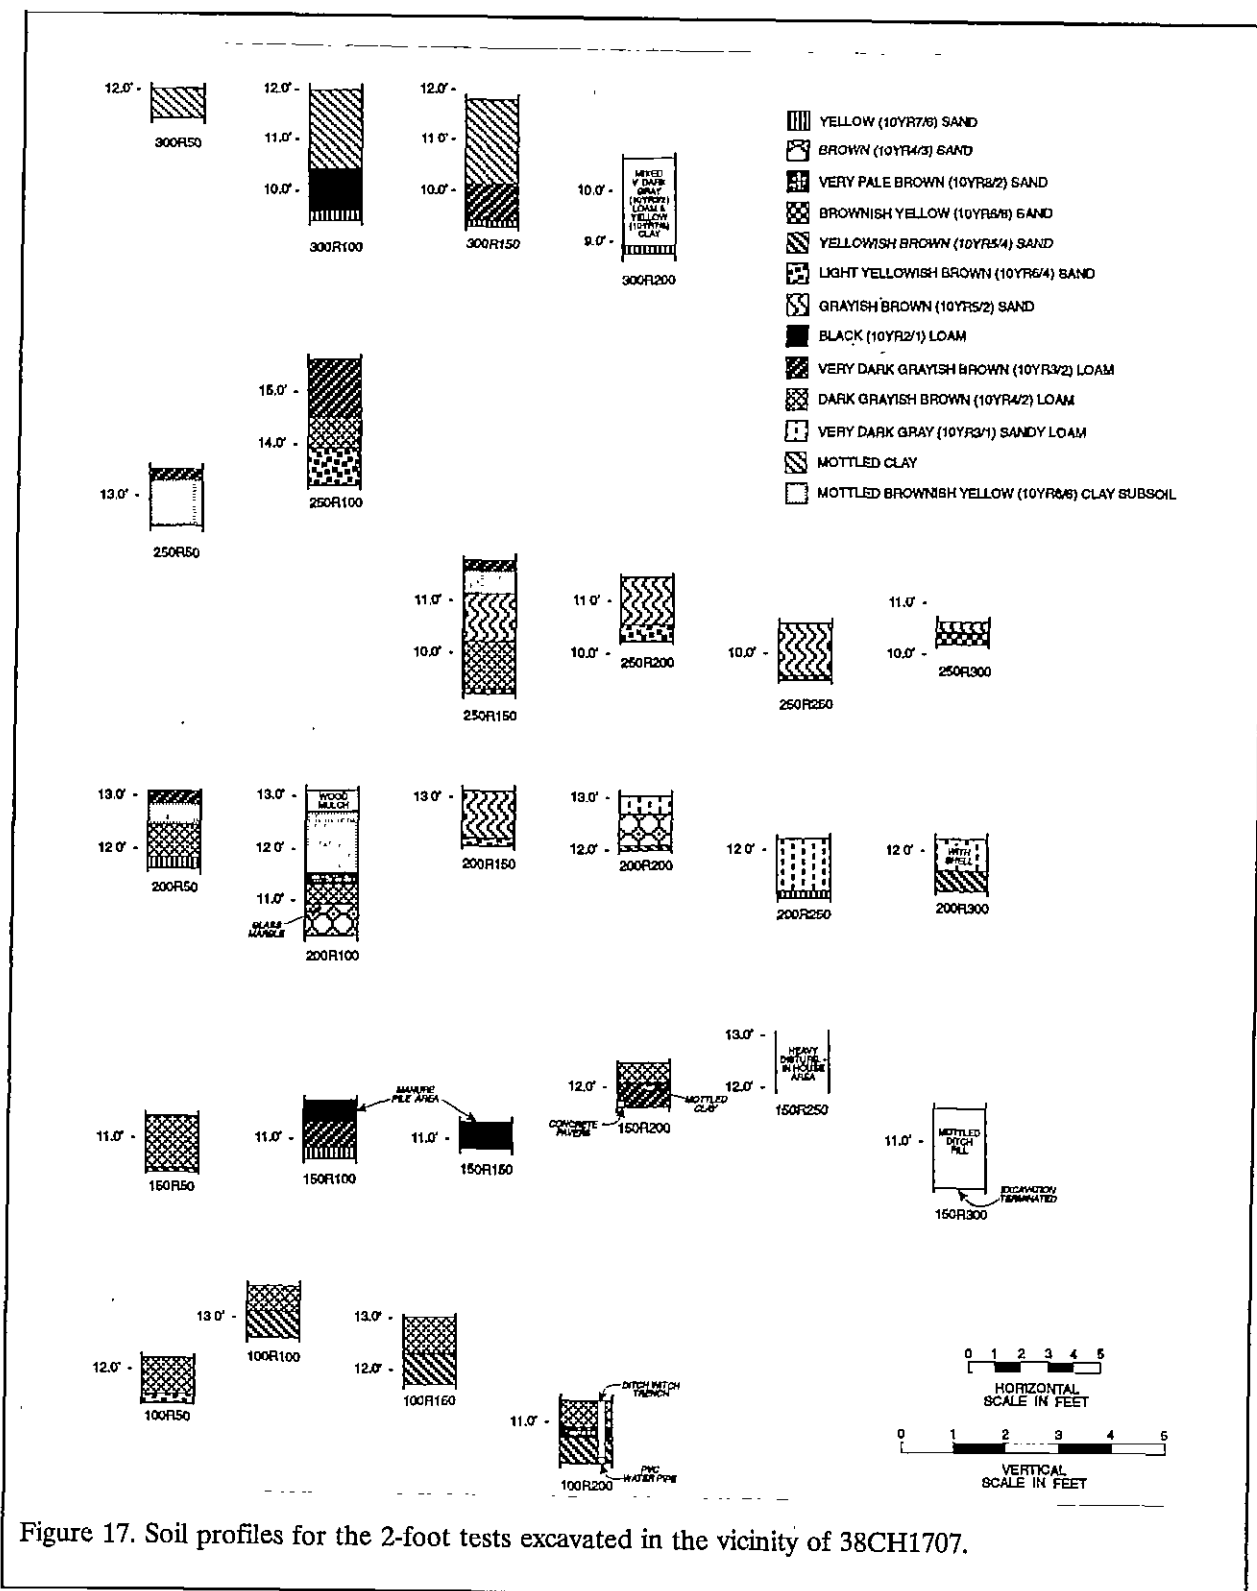 12.0'
300R50
12.0'
11.0'
10.0'
300R100
12.0'
11 0'
10.0'
300R150
10.0'
9.0'
MIXED
V DARK
GRAY
LOAM &
YELLOW
CLAY
300R200
YELLOW (10YR7/6) SAND
BROWN (10YR4/3) SAND
VERY PALE BROWN (10YR8/2) SAND
BROWNISH YELLOW (10YR6/6) SAND
YELLOWISH BROWN (10YR5/4) SAND
LIGHT YELLOWISH BROWN (10YR6/4) SAND
GRAYISH BROWN (10YR5/2) SAND
BLACK (10YR2/1) LOAM
VERY DARK GRAYISH BROWN (10YR3/2) LOAM
DARK GRAYISH BROWN (10YR4/2) LOAM
VERY DARK GRAY (10YR3/1) SANDY LOAM
MOTTLED CLAY
MOTTLED BROWNISH YELLOW (10YR6/6) CLAY SUBSOIL
15.0'
14.0'
250R100
13.0'
250R50
11.0'
10.0'
250R150
11 0'
10.0'
250R200
10.0'
250R250
11.0'
10.0'
250R300
13.0'
12 0'
200R50
13.0'
12 0'
11.0'
WOOD
MULCH
GLASS
MARBLE
200R100
13 0'
200R150
13.0'
12.0'
200R200
12 0'
200R250
12 0'
WITH
SHELL
200R300
11.0'
150R50
11.0'
150R100
MANURE
PILE AREA
11.0'
150R150
12.0'
CONCRETE
PAVERS
MOTTLED
CLAY
150R200
13.0'
12.0'
HEAVY
DISTURB -
IN HOUSE
AREA
150R250
11.0'
MOTTLED
DITCH
FILL
EXCAVATION
TERMINATED
150R300
12.0'
100R50
13 0'
100R100
13.0'
12.0'
100R150
11.0'
DITCH WITCH
TRENCH
PVC
WATER PIPE
100R200
0 1 2 3 4 5
HORIZONTAL
SCALE IN FEET
0 1 2 3 4 5
VERTICAL
SCALE IN FEET
Figure 17. Soil profiles for the 2-foot tests excavated in the vicinity of 38CH1707.